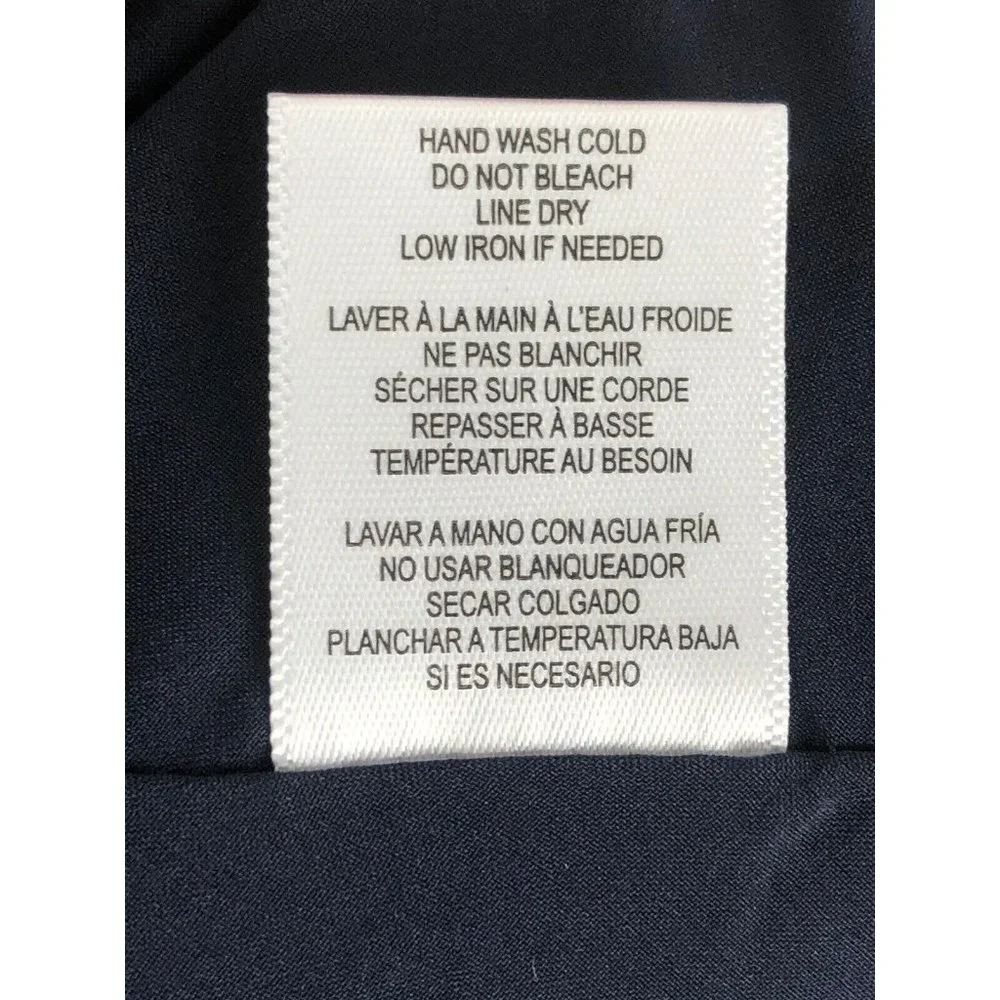 HAND WASH COLD
DO NOT BLEACH
LINE DRY
LOW IRON IF NEEDED
LAVER À LA MAIN À L'EAU FROIDE
NE PAS BLANCHIR
SÉCHER SUR UNE CORDE
REPASSER À BASSE
TEMPÉRATURE AU BESOIN
LAVAR A MANO CON AGUA FRÍA
NO USAR BLANQUEADOR
SECAR COLGADO
PLANCHAR A TEMPERATURA BAJA
SI ES NECESARIO